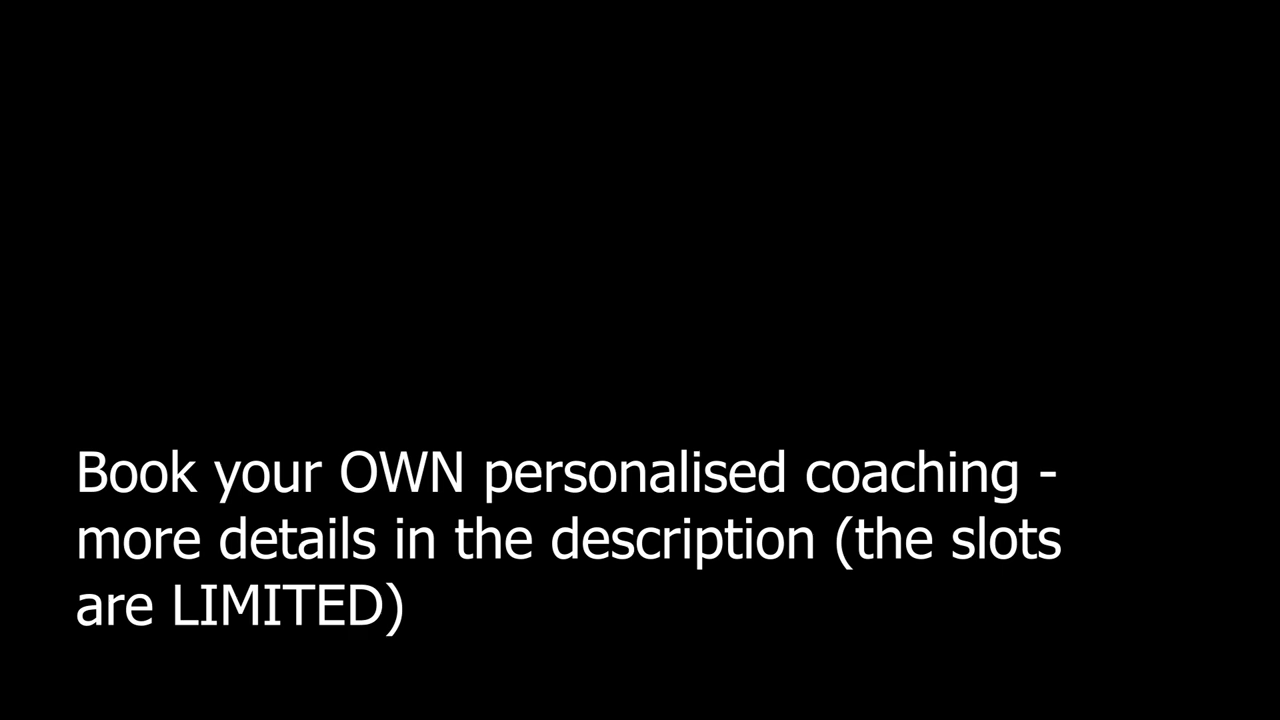 Book your OWN personalised coaching -
more details in the description (the slots
are LIMITED)